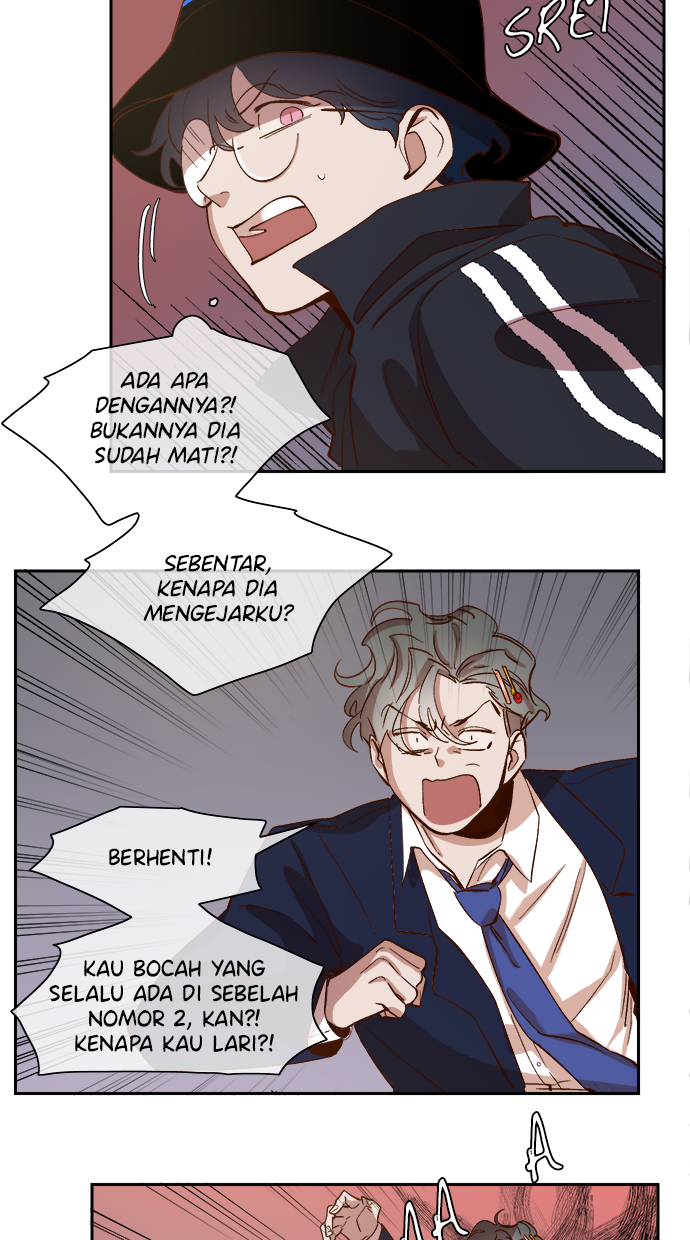 SRET
ADA APA
DENGANNYA?!
BUKANNYA DIA
SUDAH MATI?!
SEBENTAR,
KENAPA DIA
MENGEJARKU?
BERHENTI!
KAU BOCAH YANG
SELALU ADA DI SEBELAH
NOMOR 2, KAN?!
KENAPA KAU LARI?!
A
A
A